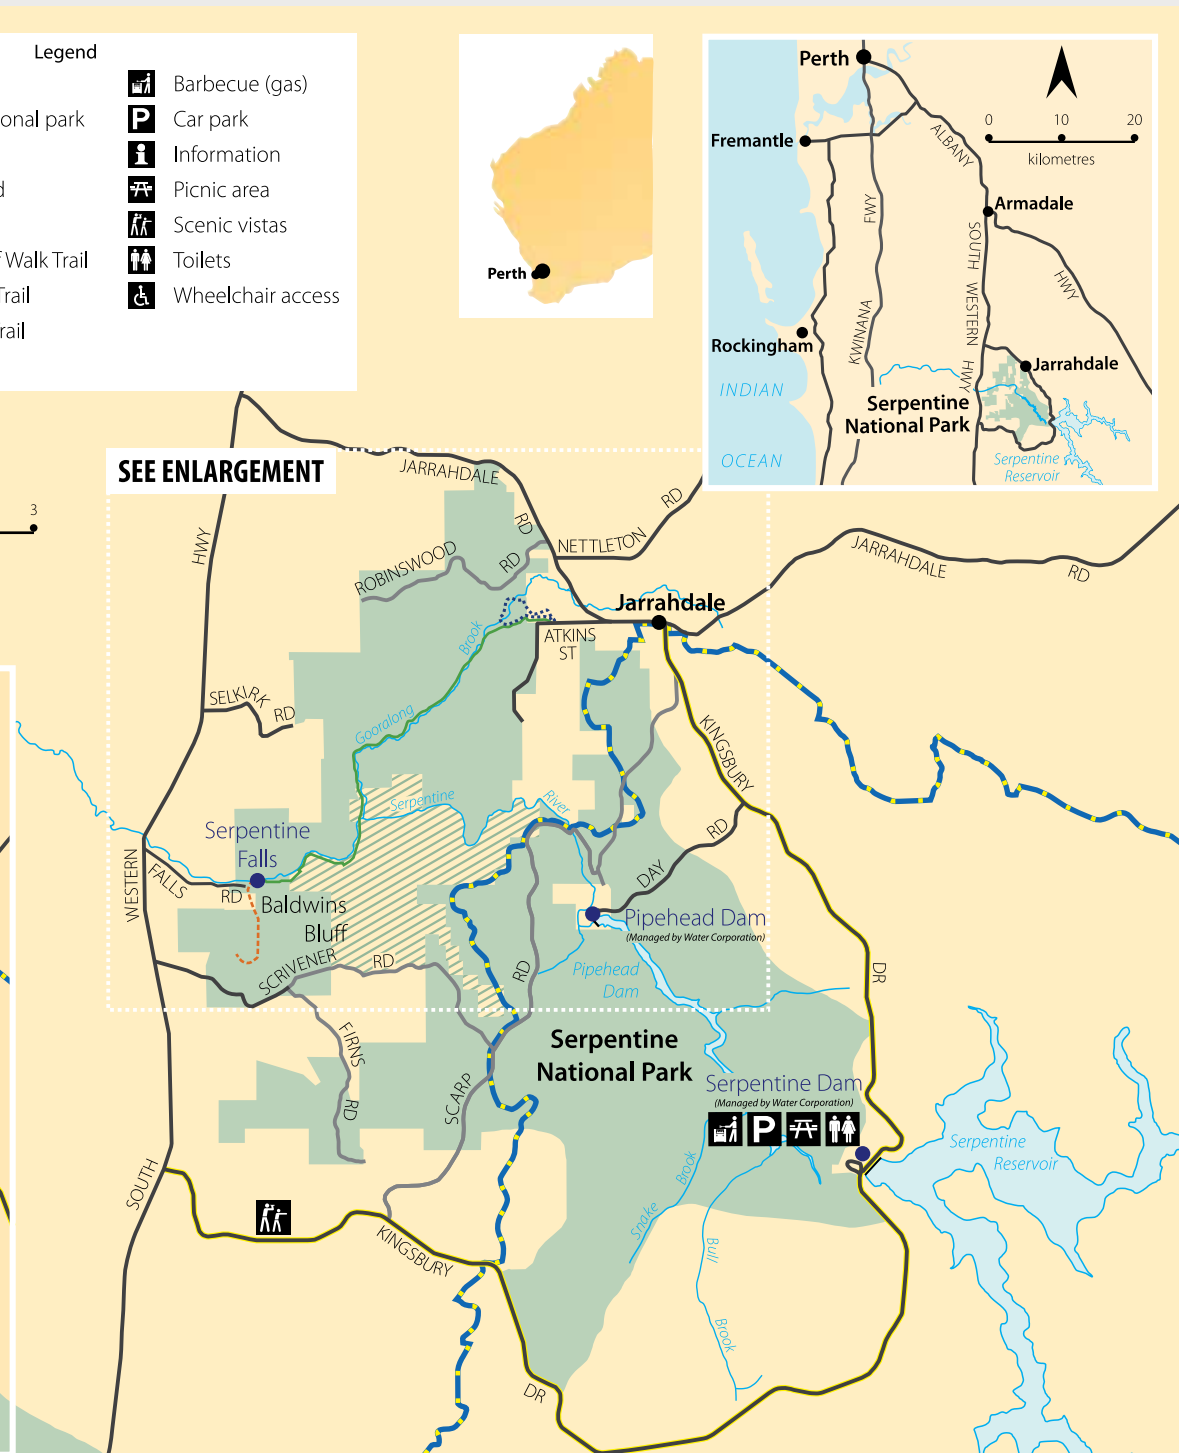 Legend
Barbecue (gas)
onal park
Car park
Information
Picnic area
Scenic vistas
Walk Trail
Toilets
Trail
Wheelchair access
rail
3
Perth
Perth
Fremantle
0 10 20
kilometres
ALBANY
Armadale
HWY
FWY
KWINANA
SOUTH WESTERN HWY
Rockingham
Jarrahdale
INDIAN
OCEAN
Serpentine
National Park
Serpentine
Reservoir
SEE ENLARGEMENT
JARRAHDALE
RD
HWY
NETTLETON
RD
ROBINSWOOD
RD
JARRAHDALE
RD
Jarrahdale
ATKINS
ST
Brook
Gooralong
SELKIRK
RD
KINGSBURY
Serpentine
River
Serpentine
Falls
FALLS
RD
WESTERN
Baldwins
Bluff
DAY
RD
Pipehead Dam
(Managed by Water Corporation)
Pipehead
Dam
SCRIVENER
RD
RD
DR
FIRNS
RD
SCARP
Serpentine
National Park
Serpentine Dam
(Managed by Water Corporation)
P
Serpentine
Reservoir
Snake
Brook
Bull
Brook
SOUTH
KINGSBURY
DR